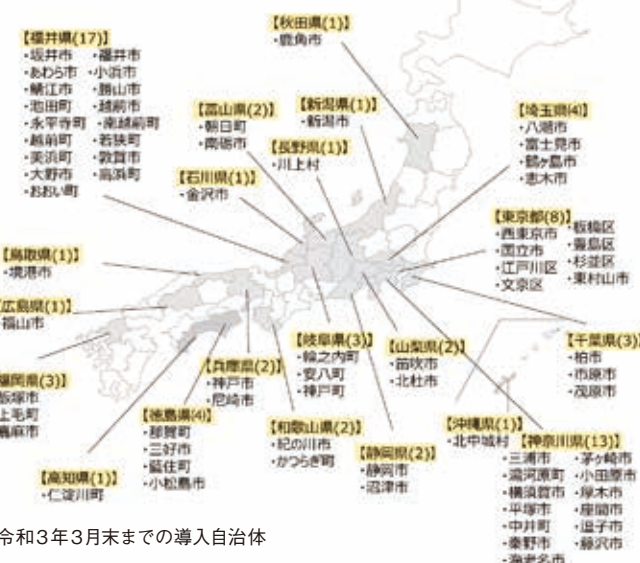 【秋田県(1)】
・鹿角市
【福井県(17)】
・坂井市 ・福井市
・あわら市 ・小浜市
・鯖江市 ・勝山市
・池田町 ・越前市
・永平寺町 ・南越前町
・越前町 ・若狭町
・美浜町 ・敦賀市
・大野市 ・高浜町
・おおい町
【富山県(2)】
・朝日町
・南砺市
【新潟県(1)】
・新潟市
【長野県(1)】
・川上村
【石川県(1)】
・金沢市
【埼玉県(4)】
・八潮市
・富士見市
・鶴ヶ島市
・志木市
【東京都(8)】
・西東京市 ・板橋区
・国立市 ・豊島区
・江戸川区 ・杉並区
・文京区 ・東村山市
【鳥取県(1)】
・境港市
【広島県(1)】
・福山市
福岡県(3)】
飯塚市
上毛町
嘉麻市
【兵庫県(2)】
・神戸市
・尼崎市
【岐阜県(3)】
・輪之内町
・安八町
・神戸町
【山梨県(2)】
・笛吹市
・北杜市
【千葉県(3)】
・柏市
・市原市
・茂原市
【徳島県(4)】
・那賀町
・三好市
・藍住町
・小松島市
【和歌山県(2)】
・紀の川市
・かつらぎ町
【静岡県(2)】
・静岡市
・沼津市
【沖縄県(1)】
・北中城村
【神奈川県(13)】
・三浦市 ・茅ヶ崎市
・湯河原町 ・小田原市
・横須賀市 ・厚木市
・平塚市 ・座間市
・中井町 ・逗子市
・秦野市 ・藤沢市
・海老名市
【高知県(1)】
・仁淀川町
令和3年3月末までの導入自治体